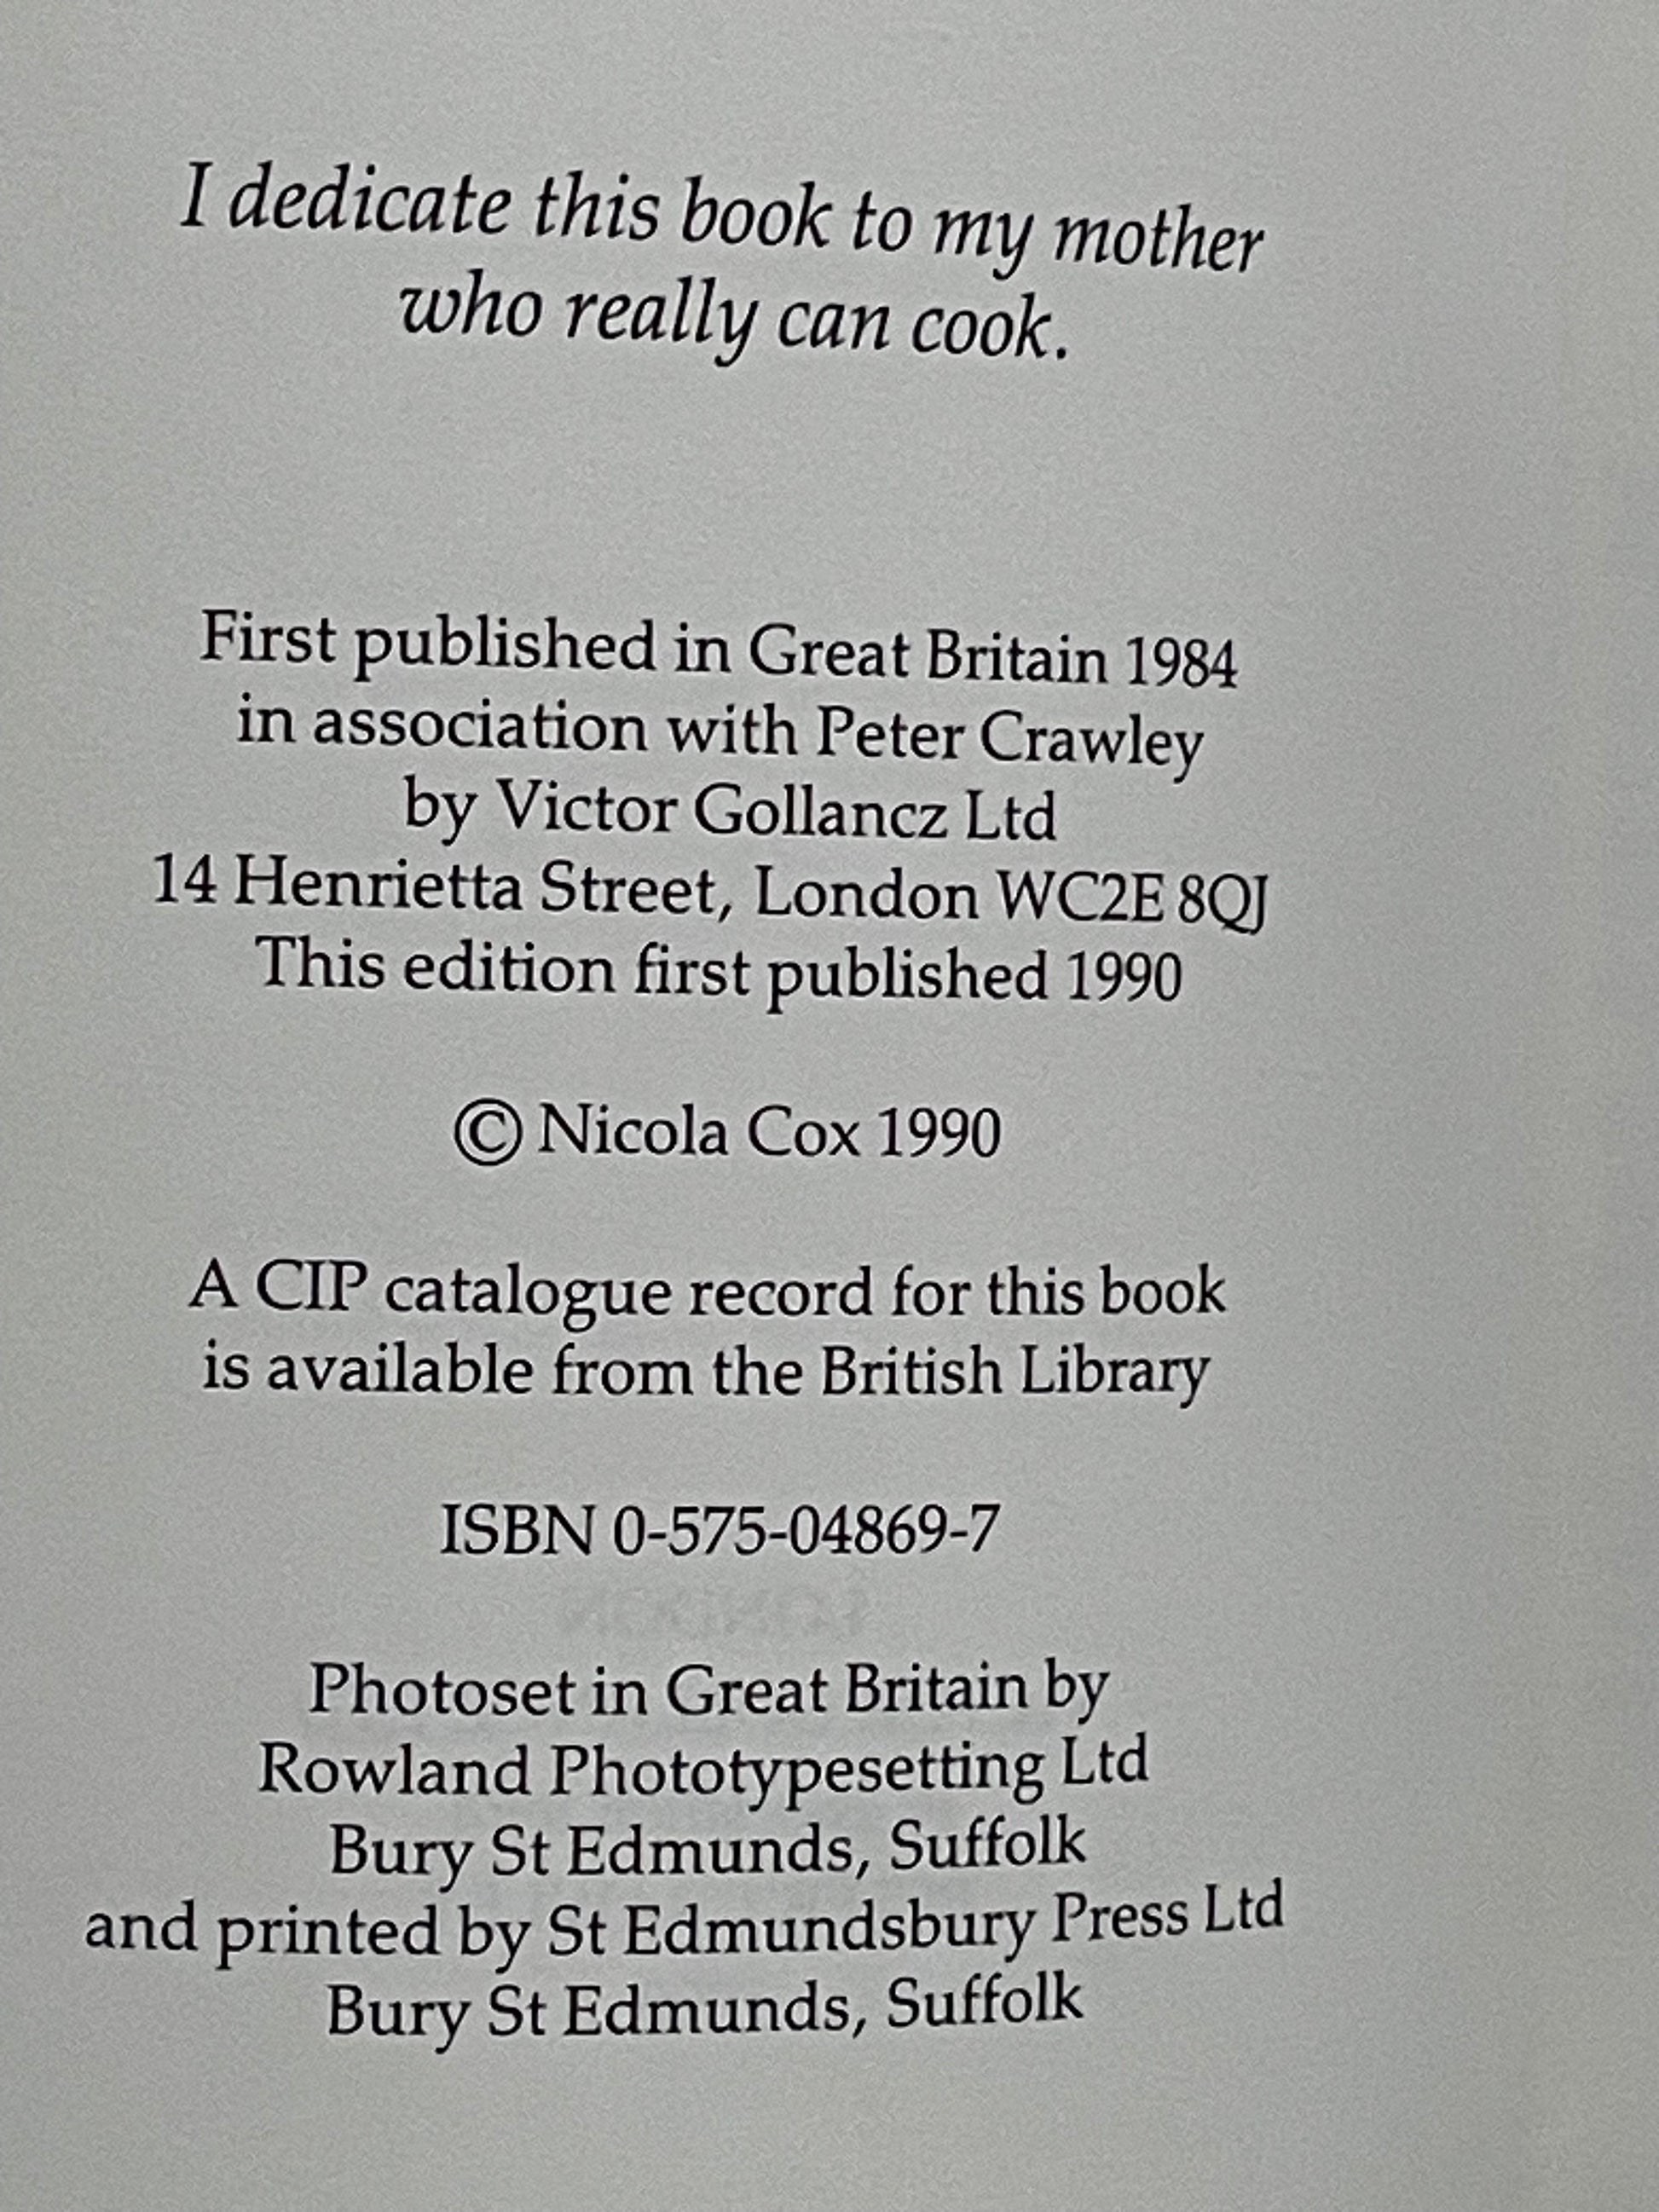 I dedicate this book to my mother
who really can cook.
First published in Great Britain 1984
in association with Peter Crawley
by Victor Gollancz Ltd
14 Henrietta Street, London WC2E 8QJ
This edition first published 1990
© Nicola Cox 1990
A CIP catalogue record for this book
is available from the British Library
ISBN 0-575-04869-7
Photoset in Great Britain by
Rowland Phototypesetting Ltd
Bury St Edmunds, Suffolk
and printed by St Edmundsbury Press Ltd
Bury St Edmunds, Suffolk